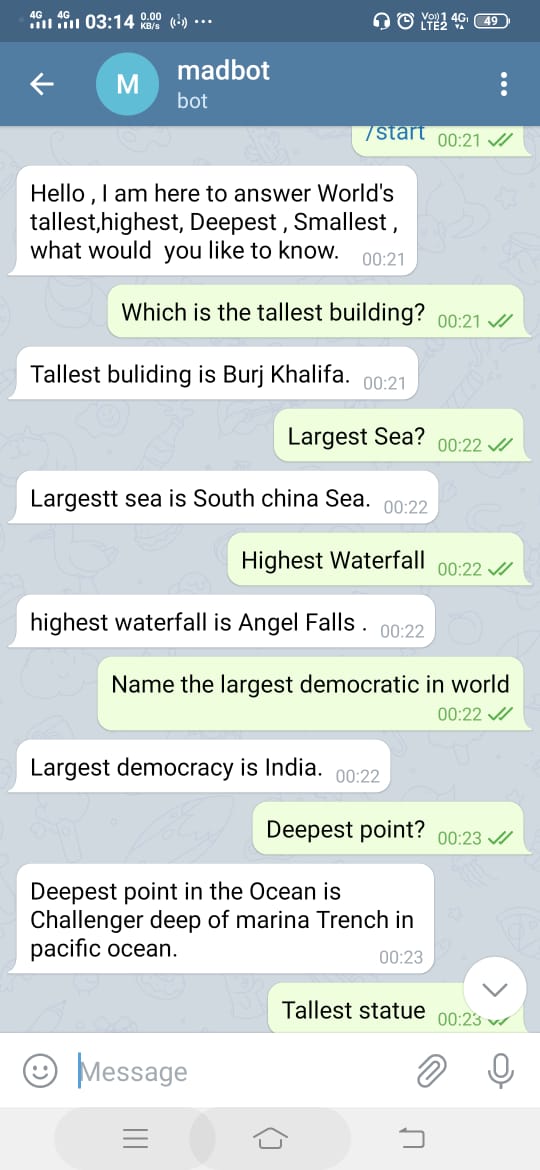 4G 4G 03:14 0.00 KB/s ... Vo)) 1 4G LTE2 49
M madbot
bot
/start 00:21
Hello , I am here to answer World's
tallest,highest, Deepest , Smallest ,
what would you like to know. 00:21
Which is the tallest building? 00:21
Tallest buliding is Burj Khalifa. 00:21
Largest Sea? 00:22
Largestt sea is South china Sea. 00:22
Highest Waterfall 00:22
highest waterfall is Angel Falls . 00:22
Name the largest democratic in world
00:22
Largest democracy is India. 00:22
Deepest point? 00:23
Deepest point in the Ocean is
Challenger deep of marina Trench in
pacific ocean. 00:23
Tallest statue 00:23
Message